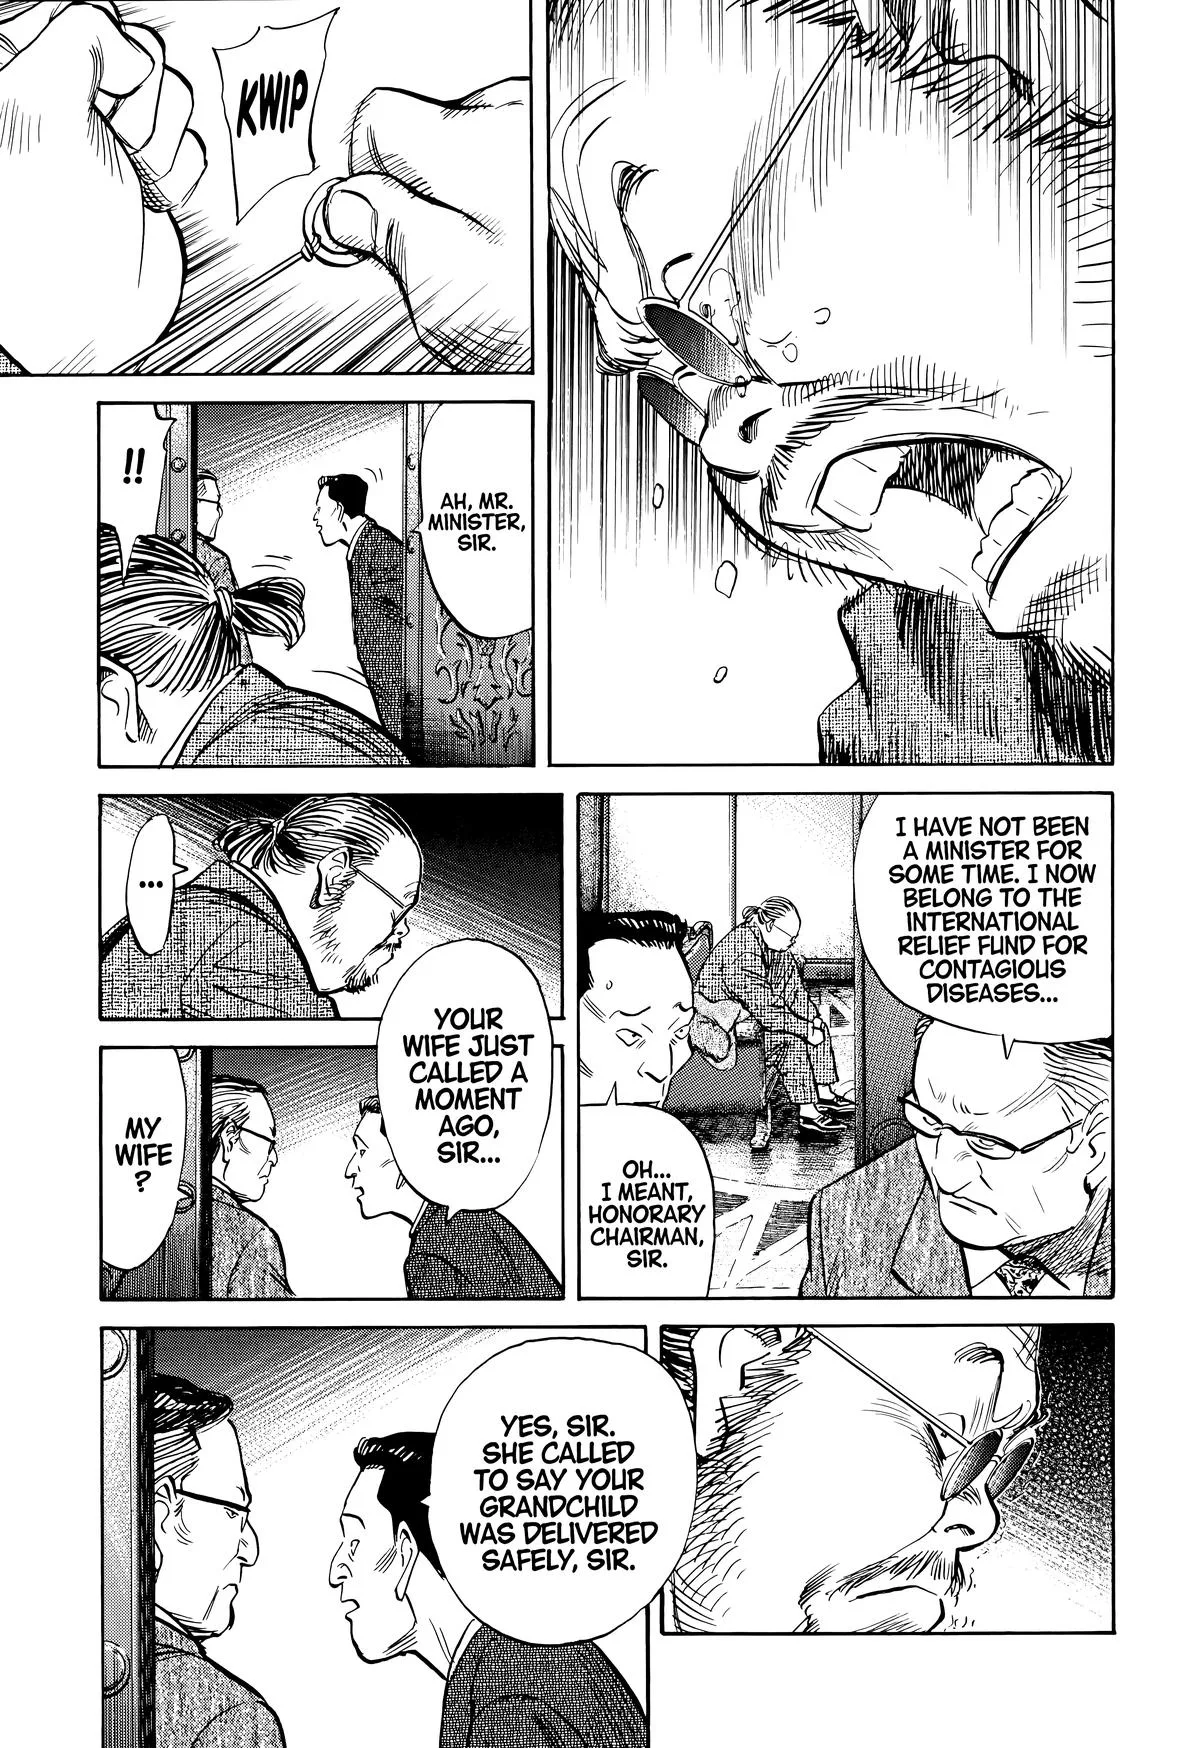 KWIP
AH, MR.
MINISTER,
SIR.
!!
I HAVE NOT BEEN
A MINISTER FOR
SOME TIME. I NOW
BELONG TO THE
INTERNATIONAL
RELIEF FUND FOR
CONTAGIOUS
DISEASES...
OH...
I MEANT,
HONORARY
CHAIRMAN,
SIR.
...
YOUR
WIFE JUST
CALLED A
MOMENT
AGO,
SIR...
MY
WIFE
?
YES, SIR.
SHE CALLED
TO SAY YOUR
GRANDCHILD
WAS DELIVERED
SAFELY, SIR.